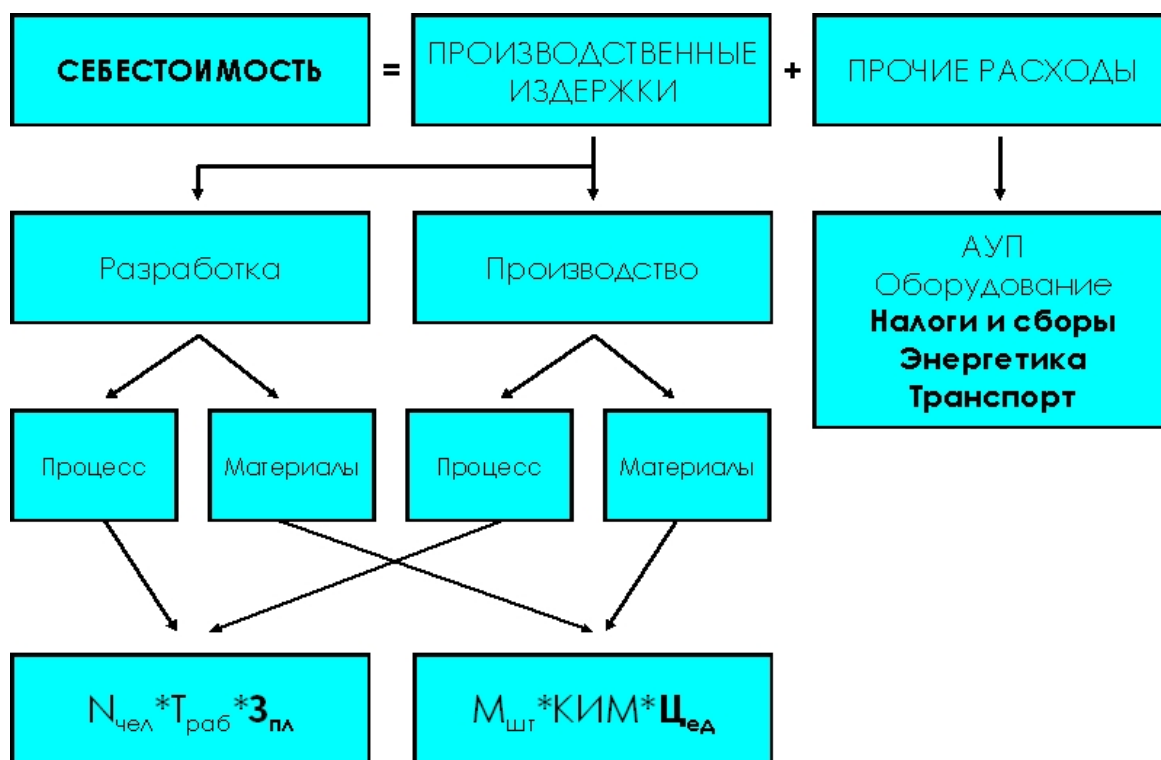 СЕБЕСТОИМОСТЬ = ПРОИЗВОДСТВЕННЫЕ ИЗДЕРЖКИ + ПРОЧИЕ РАСХОДЫ
Разработка
Производство
АУП
Оборудование
Налоги и сборы
Энергетика
Транспорт
Процесс
Материалы
Процесс
Материалы
Nчел*Tраб*Зпл
Mшт*КИМ*Цед